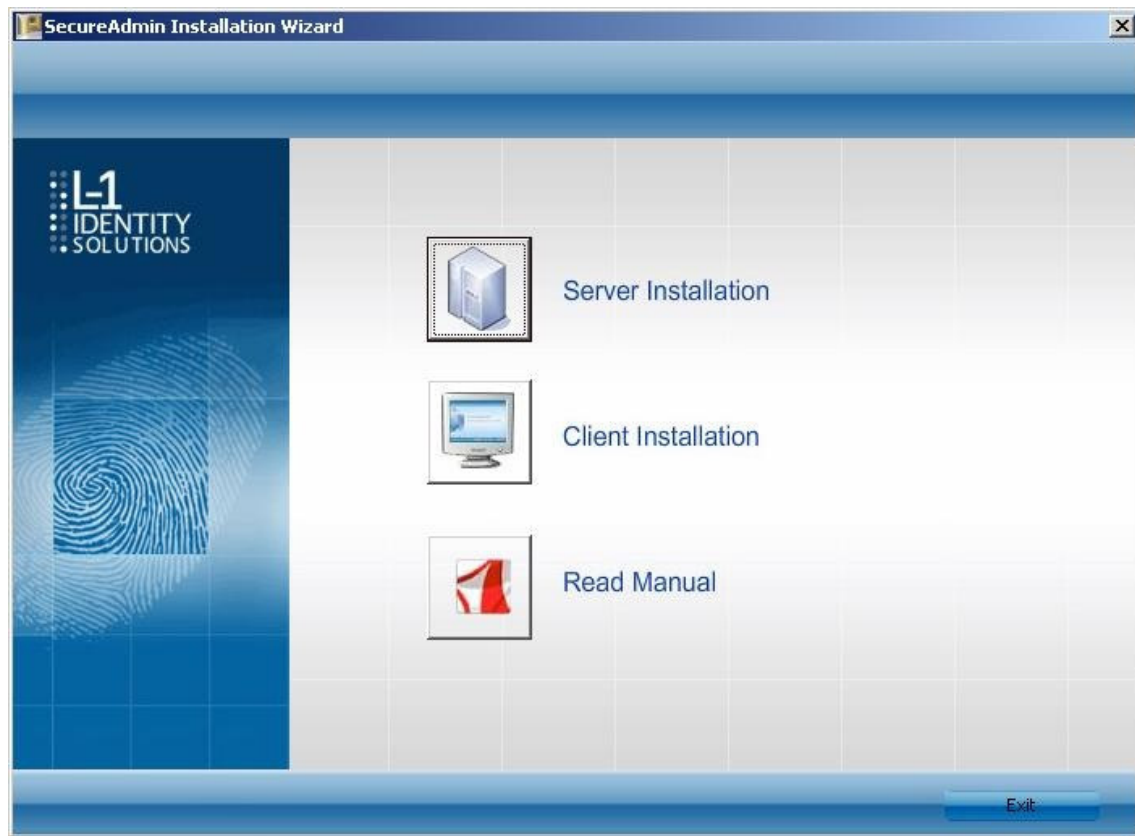 SecureAdmin Installation Wizard
L-1
IDENTITY
SOLUTIONS
Server Installation
Client Installation
Read Manual
Exit